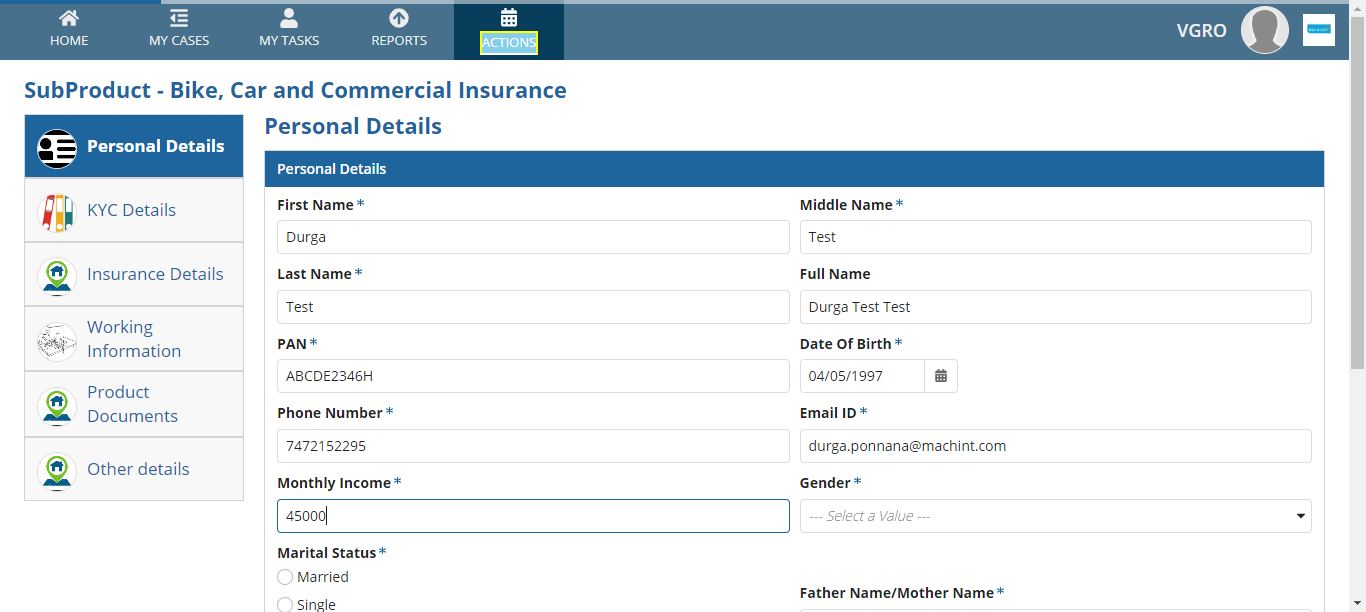 HOME
MY CASES
MY TASKS
REPORTS
ACTIONS
VGRO
MACHINT
SubProduct - Bike, Car and Commercial Insurance
Personal Details
KYC Details
Insurance Details
Working
Information
Product
Documents
Other details
Personal Details
Personal Details
First Name *
Middle Name *
Durga
Test
Last Name *
Full Name
Test
Durga Test Test
PAN *
Date Of Birth *
ABCDE2346H
04/05/1997
Phone Number *
Email ID *
7472152295
durga.ponnana@machint.com
Monthly Income *
Gender *
45000
--- Select a Value ---
Marital Status *
Married
Father Name/Mother Name *
Single